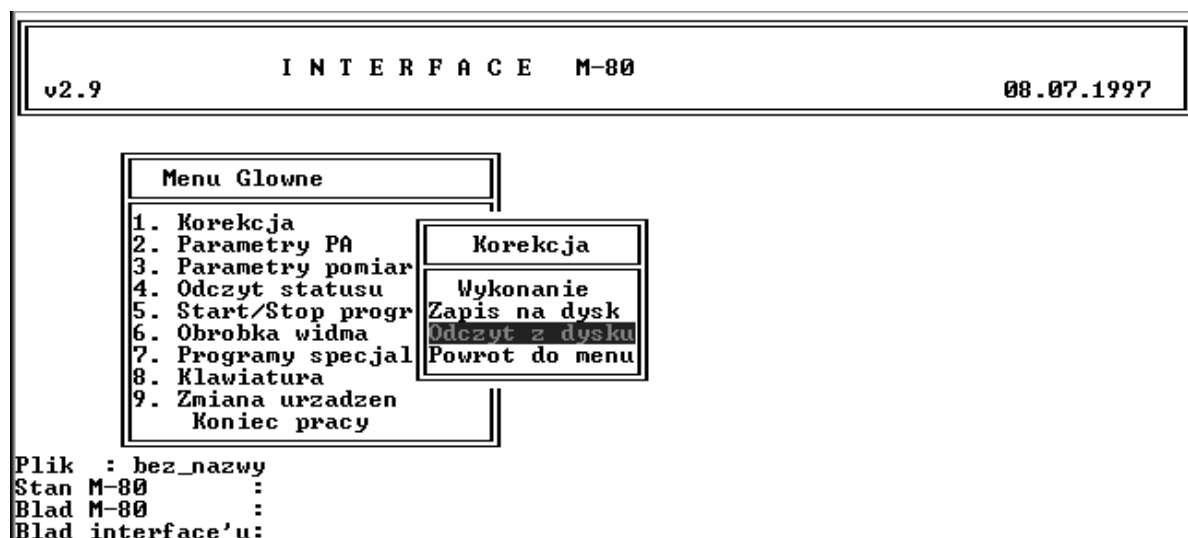 I N T E R F A C E M-80
v2.9 08.07.1997
Menu Glowne
1. Korekcja
2. Parametry PA
3. Parametry pomiar
4. Odczyt statusu
5. Start/Stop progr
6. Obrobka widma
7. Programy specjal
8. Klawiatura
9. Zmiana urzadzen
Koniec pracy
Korekcja
Wykonanie
Zapis na dysk
Odczyt z dysku
Powrot do menu
Plik : bez_nazwy
Stan M-80 :
Blad M-80 :
Blad interface'u: